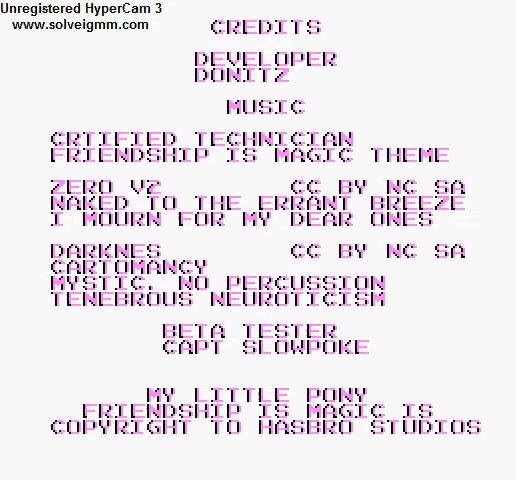 Unregistered HyperCam 3
www.solveigmm.com
CREDITS
DEVELOPER
DONITZ
MUSIC
CRTIFIED TECHNICIAN
FRIENDSHIP IS MAGIC THEME
ZERO V2 CC BY NC SA
NAKED TO THE ERRANT BREEZE
I MOURN FOR MY DEAR ONES
DARKNES CC BY NC SA
CARTOMANCY
MYSTIC. NO PERCUSSION
TENEBROUS NEUROTICISM
BETA TESTER
CAPT SLOWPOKE
MY LITTLE PONY
FRIENDSHIP IS MAGIC IS
COPYRIGHT TO HASBRO STUDIOS